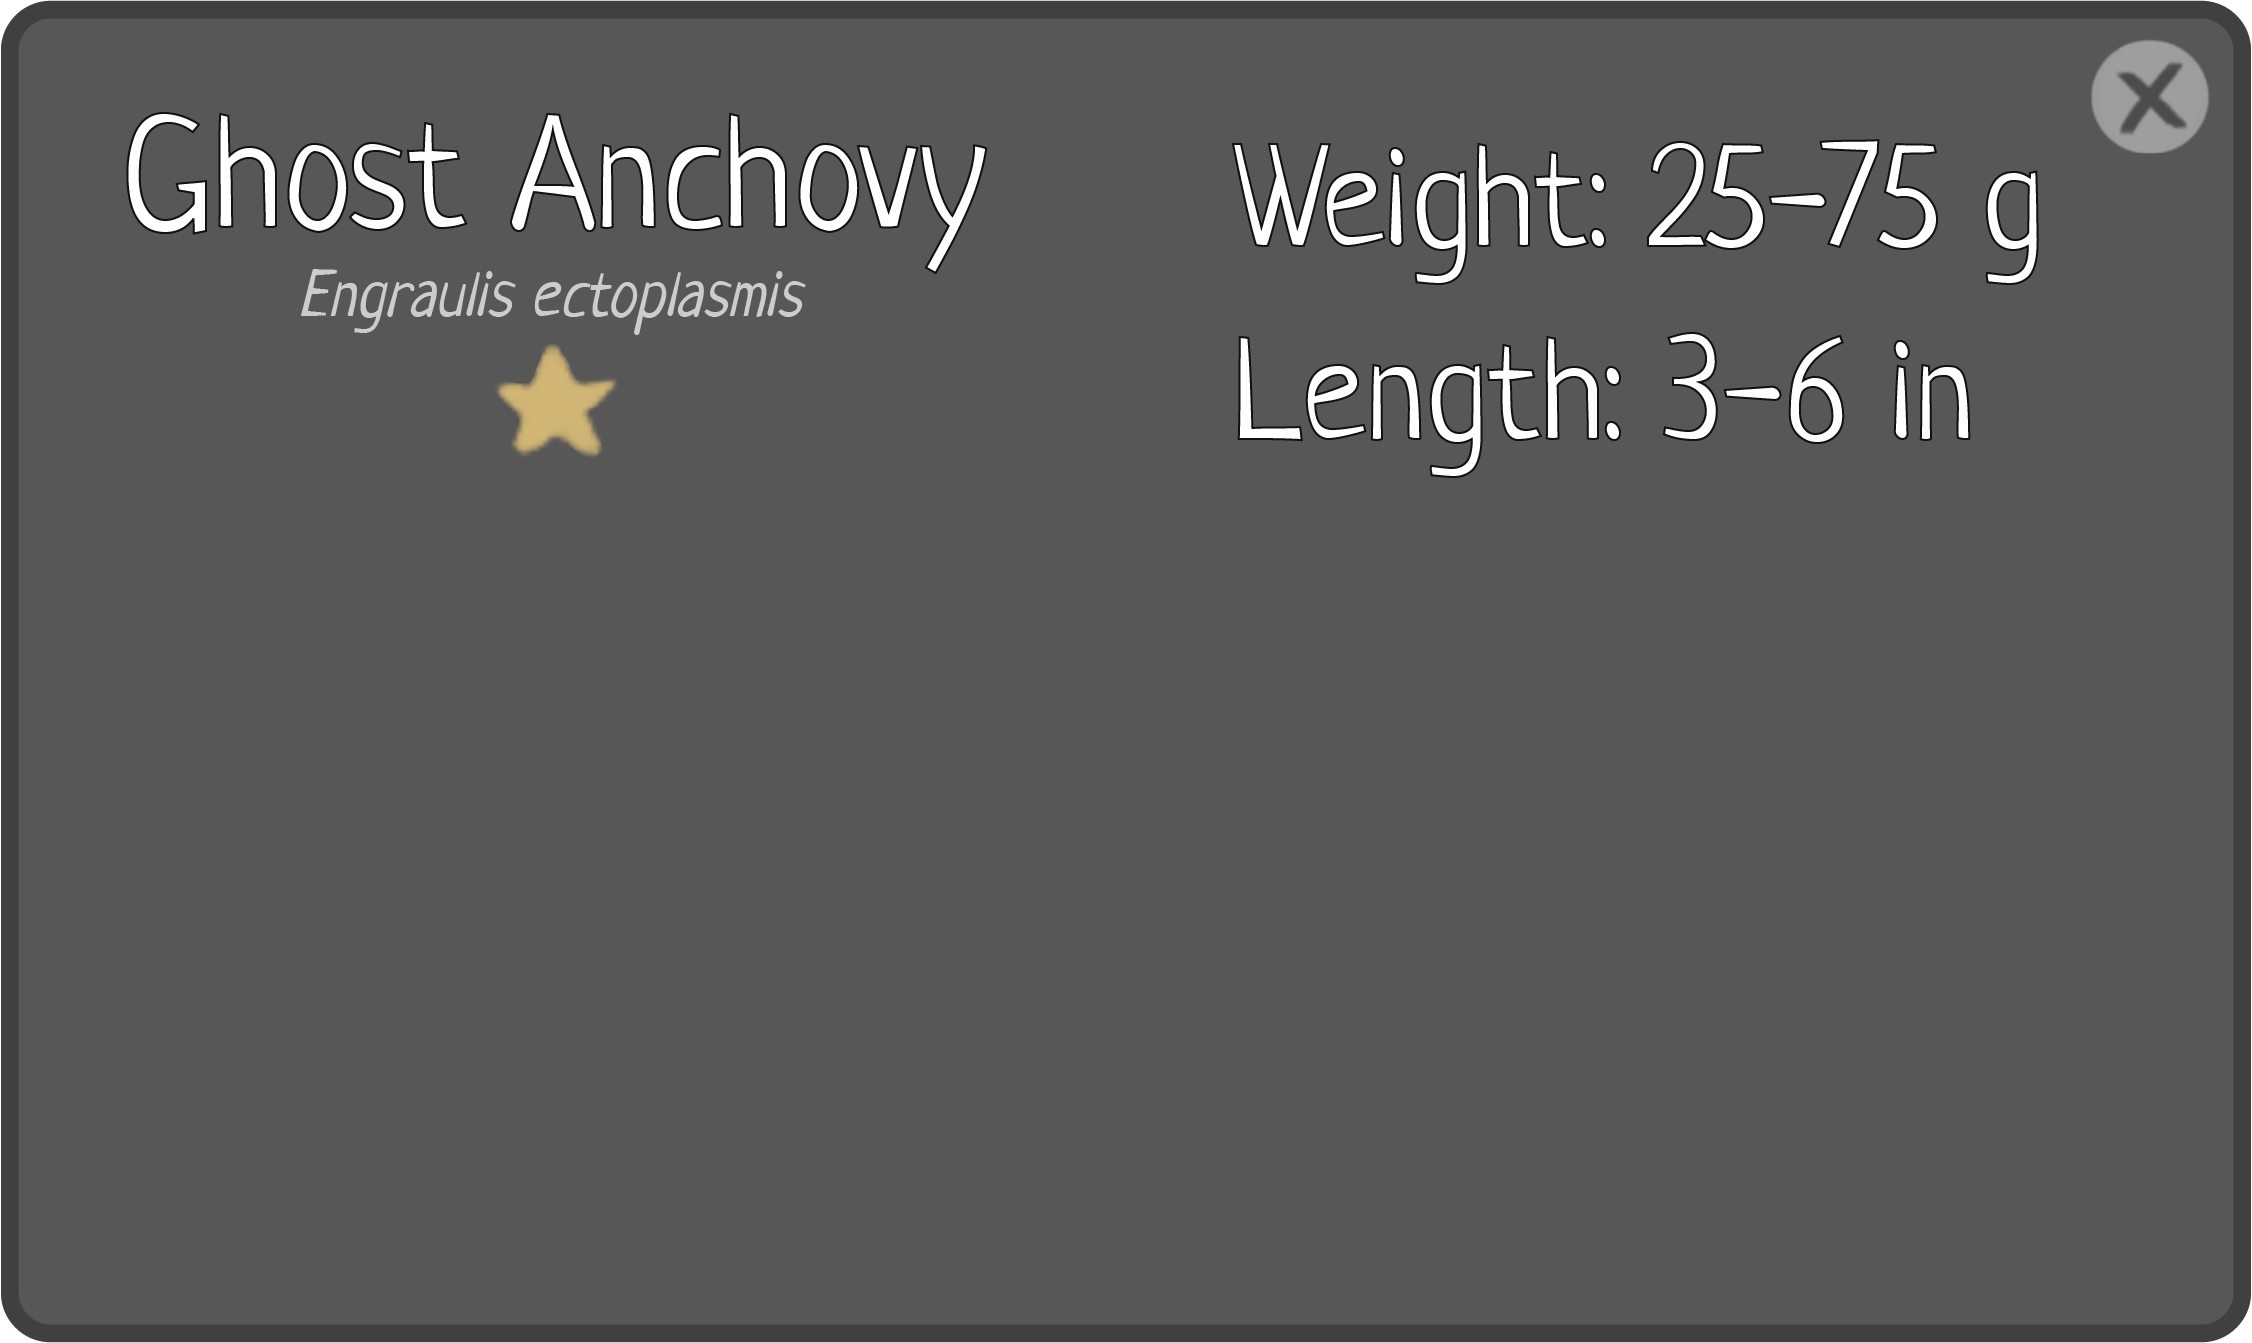 Ghost Anchovy
Engraulis ectoplasmis
Weight: 25-75 g
Length: 3-6 in
X